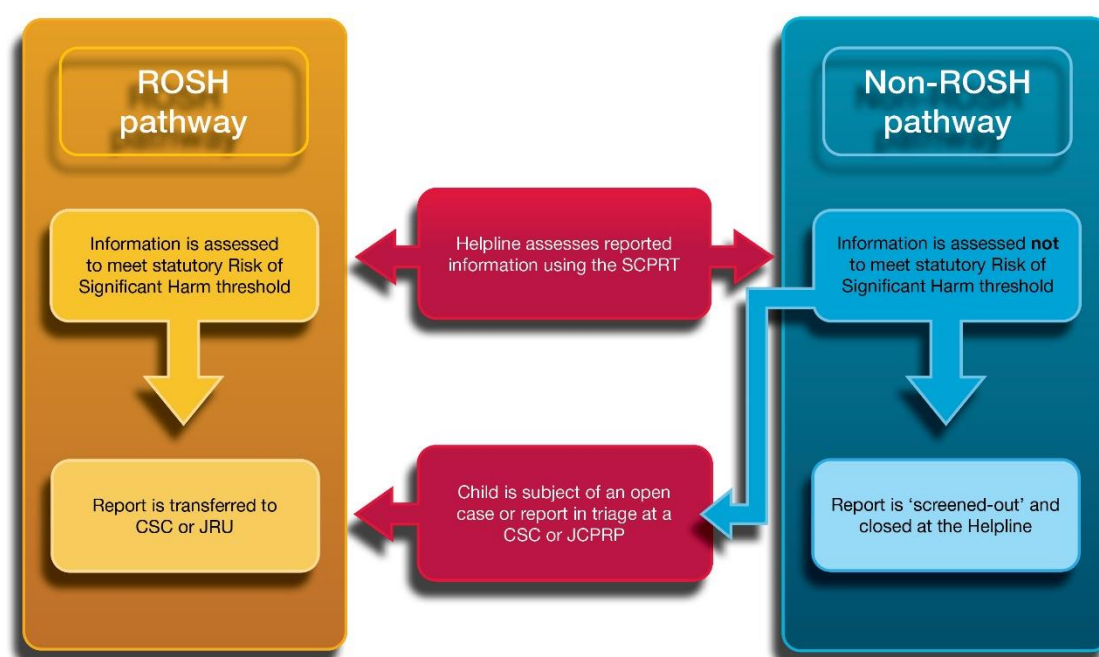 ROSH
pathway
Information is assessed
to meet statutory Risk of
Significant Harm threshold
Report is transferred to
CSC or JRU
Helpline assesses reported
information using the SCPRT
Child is subject of an open
case or report in triage at a
CSC or JCPRP
Non-ROSH
pathway
Information is assessed not
to meet statutory Risk of
Significant Harm threshold
Report is ‘screened-out’ and
closed at the Helpline